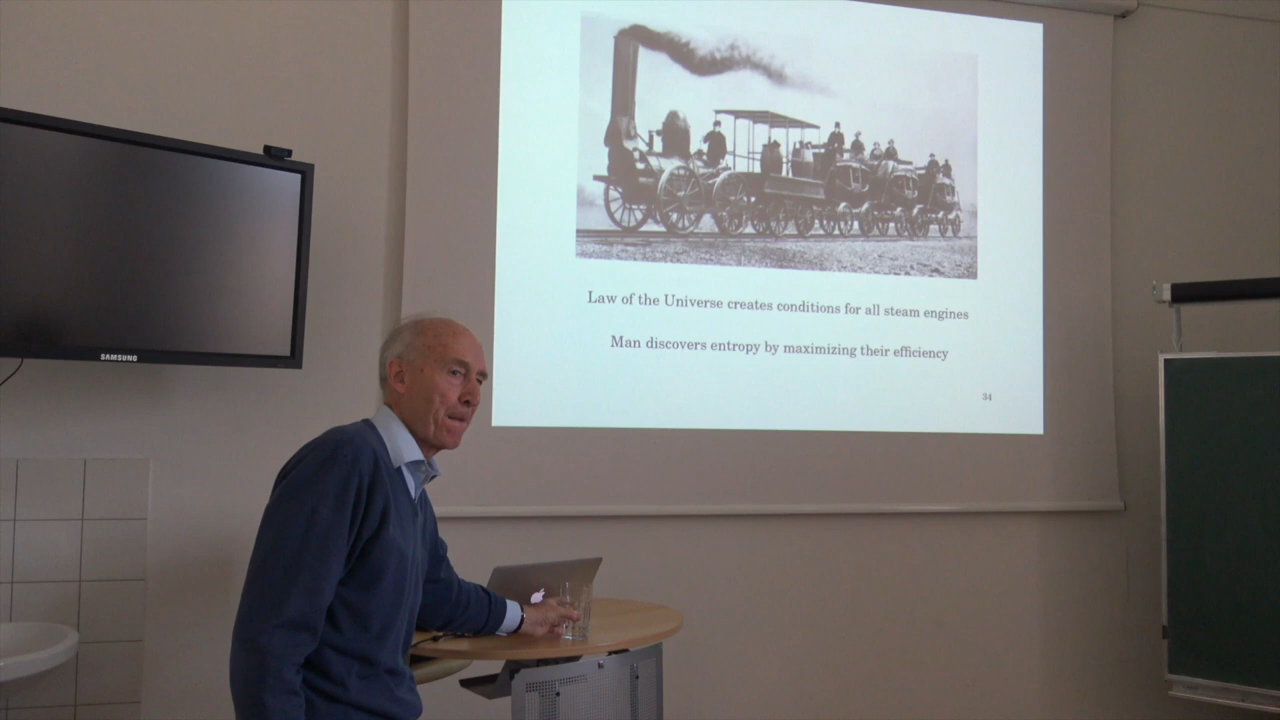 SAMSUNG
Law of the Universe creates conditions for all steam engines
Man discovers entropy by maximizing their efficiency
34